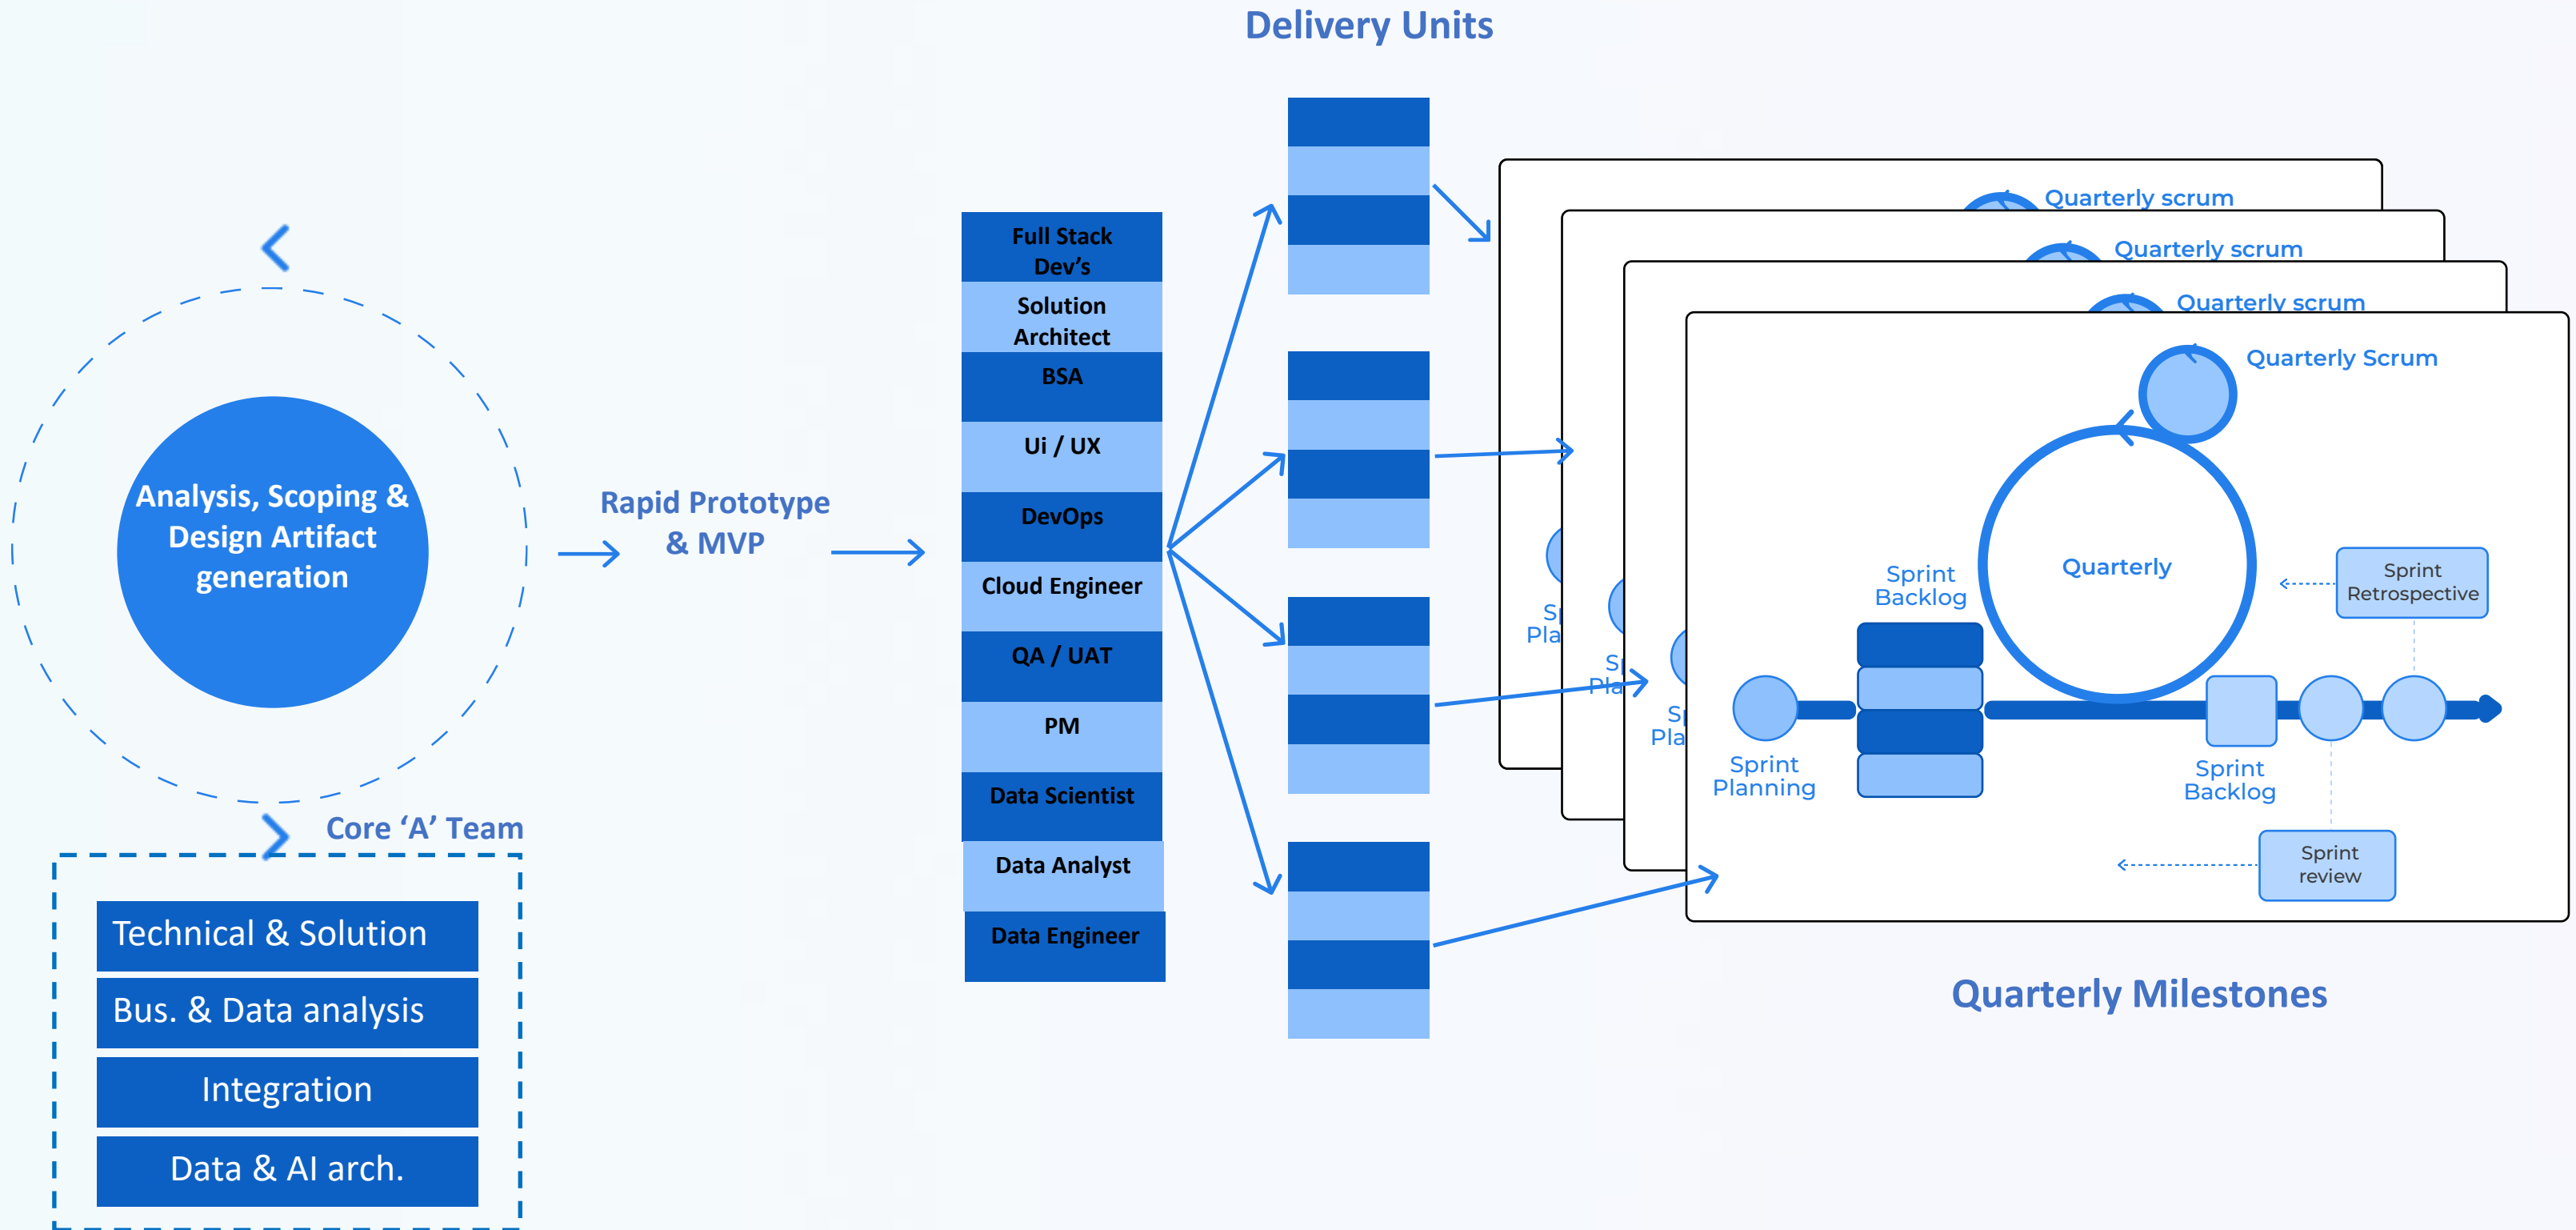 Delivery Units
Analysis, Scoping &
Design Artifact
generation
Core ‘A’ Team
Technical & Solution
Bus. & Data analysis
Integration
Data & AI arch.
Rapid Prototype
& MVP
Full Stack
Dev’s
Solution
Architect
BSA
Ui / UX
DevOps
Cloud Engineer
QA / UAT
PM
Data Scientist
Data Analyst
Data Engineer
Quarterly scrum
Quarterly scrum
Quarterly scrum
Quarterly Scrum
Quarterly
Sprint
Backlog
Sprint
Retrospective
Sprint
Planning
Sprint
Backlog
Sprint
review
Quarterly Milestones